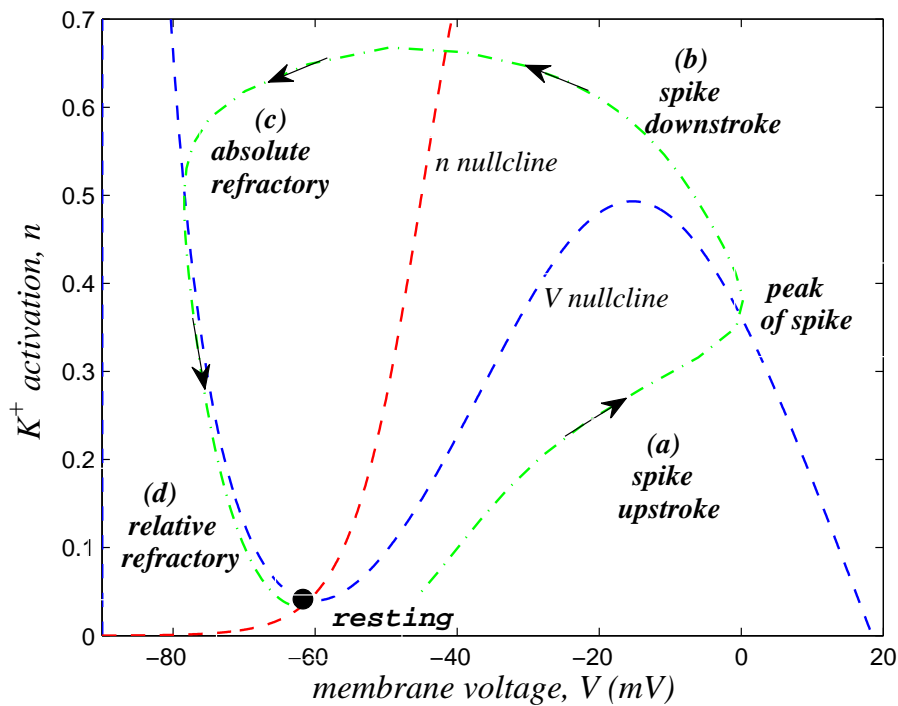 0.7
0.6
0.5
0.4
0.3
0.2
0.1
0
K+ activation, n
(b)
spike
downstroke
(c)
absolute
refractory
n nullcline
V nullcline
peak
of spike
(a)
spike
upstroke
(d)
relative
refractory
resting
−80
−60
−40
−20
0
20
membrane voltage, V (mV)